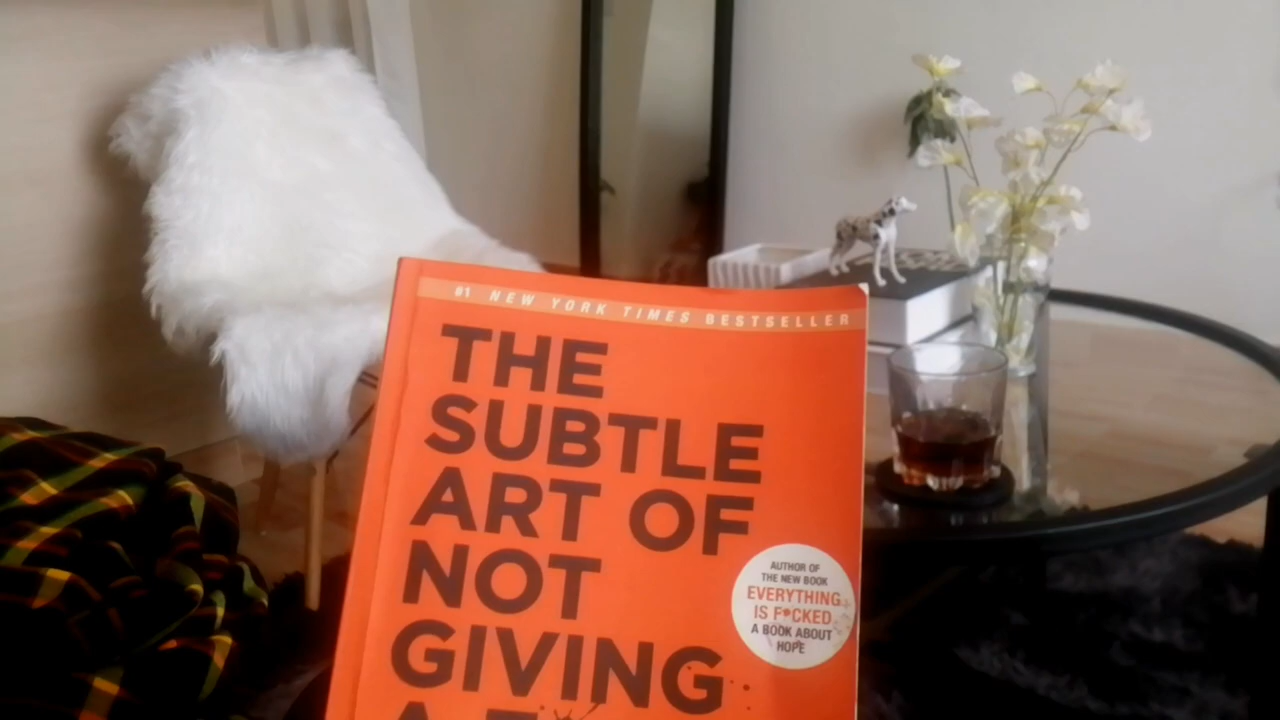 #1 NEW YORK TIMES BESTSELLER
THE
SUBTLE
ART OF
NOT
GIVING
AUTHOR OF
THE NEW BOOK
EVERYTHING
IS F*CKED
A BOOK ABOUT
HOPE